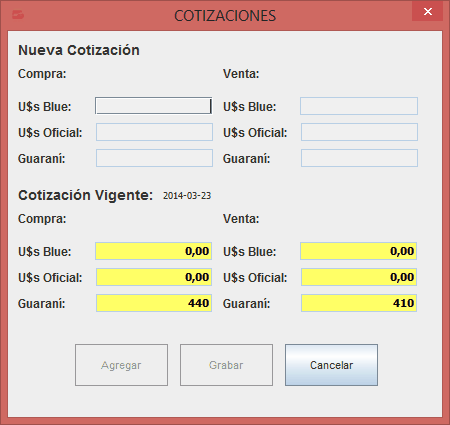 COTIZACIONES
Nueva Cotización
Compra: Venta:
U$s Blue: U$s Blue:
U$s Oficial: U$s Oficial:
Guaraní: Guaraní:
Cotización Vigente: 2014-03-23
Compra: Venta:
U$s Blue: 0,00 U$s Blue: 0,00
U$s Oficial: 0,00 U$s Oficial: 0,00
Guaraní: 440 Guaraní: 410
Agregar Grabar Cancelar